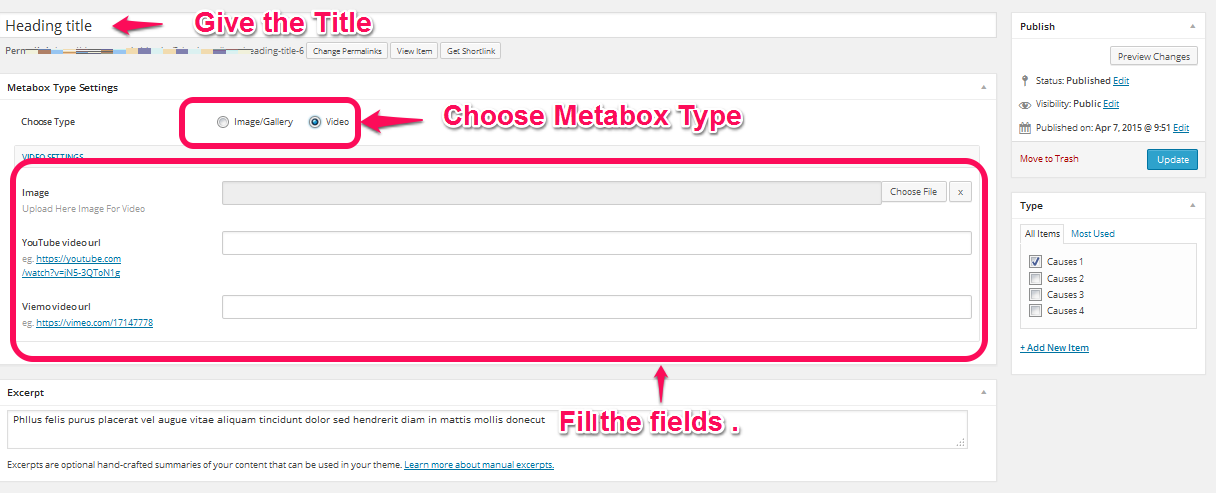 Heading title
Give the Title
Perm
eading-title-6 Change Permalinks View Item Get Shortlink
Metabox Type Settings
Choose Type
Image/Gallery Video
Choose Metabox Type
VIDEO SETTINGS
Image
Upload Here Image For Video
Choose File x
YouTube video url
eg. https://youtube.com
/watch?v=jN5-3QToN1g
Viemo video url
eg. https://vimeo.com/17147778
Fill the fields .
Excerpt
Phllus felis purus placerat vel augue vitae aliquam tincidunt dolor sed hendrerit diam in mattis mollis donecut
Excerpts are optional hand-crafted summaries of your content that can be used in your theme. Learn more about manual excerpts.
Publish
Preview Changes
Status: Published Edit
Visibility: Public Edit
Published on: Apr 7, 2015 @ 9:51 Edit
Move to Trash Update
Type
All Items Most Used
Causes 1
Causes 2
Causes 3
Causes 4
+ Add New Item